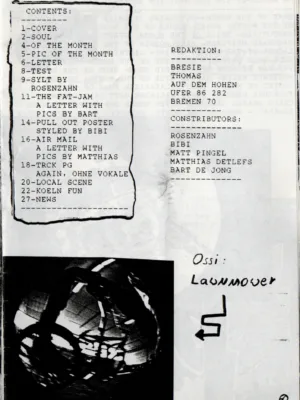 CONTENTS:
----------
1-COVER
2-SOUL
4-OF THE MONTH
5-PIC OF THE MONTH
6-LETTER
8-TEST
9-SYLT BY
ROSENZAHN
11-THE FAT-JAM
A LETTER WITH
PICS BY BART
14-PULL OUT POSTER
STYLED BY BIBI
16-AIR MAIL
A LETTER WITH
PICS BY MATTHIAS
18-TRCK PG
AGAIN, OHNE VOKALE
20-LOCAL SCENE
22-KOELN FUN
27-NEWS
REDAKTION:
----------
BRESIE
THOMAS
AUF DEM HOHEN
UFER 86 282
BREMEN 70
---------------
CONSTRIBUTORS:
---------------
ROSENZAHN
BIBI
MATT PINGEL
MATTHIAS DETLEFS
BART DE JONG
Ossi:
Lawnmower